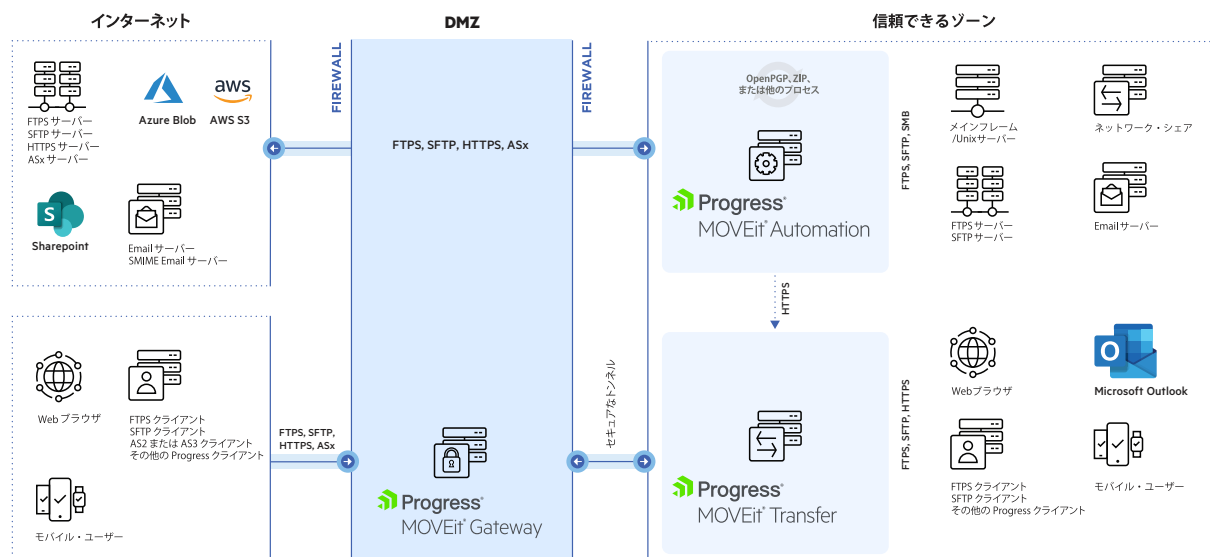 インターネット
DMZ
信頼できるゾーン
FTPS サーバー
SFTP サーバー
HTTPS サーバー
ASx サーバー
Azure Blob
aws
AWS S3
S
Sharepoint
Email サーバー
SMIME Email サーバー
FIREWALL
FTPS, SFTP, HTTPS, ASx
FIREWALL
OpenPGP、ZIP、
または他のプロセス
Progress®
MOVEit® Automation
FTPS, SFTP, SMB
メインフレーム
/Unixサーバー
ネットワーク・シェア
FTPS サーバー
SFTP サーバー
Emailサーバー
HTTPS
Web ブラウザ
FTPS クライアント
SFTP クライアント
AS2 または AS3 クライアント
その他の Progress クライアント
モバイル・ユーザー
FTPS, SFTP,
HTTPS, ASx
Progress®
MOVEit® Gateway
セキュアなトンネル
Progress®
MOVEit® Transfer
FTPS, SFTP, HTTPS
Webブラウザ
O
Microsoft Outlook
FTPS クライアント
SFTP クライアント
その他の Progress クライアント
モバイル・ユーザー